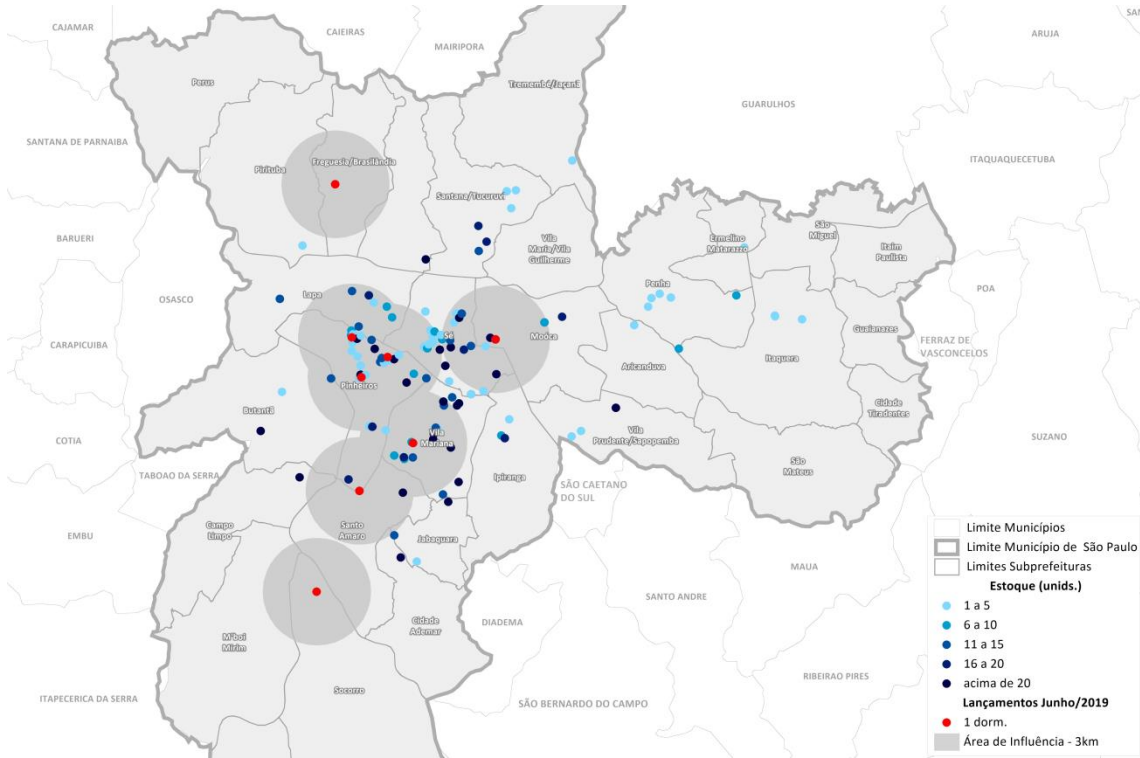 CAJAMAR
CAIEIRAS
MAIRIPORA
ARUJA
SAN
Perus
Tremembé/Jaçanã
GUARULHOS
SANTANA DE PARNAIBA
Pirituba
Freguesia/Brasilândia
ITAQUAQUECETUBA
Santana/Tucuruvi
BARUERI
Vila
Maria/Vila
Guilherme
Ermelino
Matarazzo
São
Miguel
Itaim
Paulista
OSASCO
Lapa
Penha
POA
CARAPICUIBA
Sé
Moóca
Guaianazes
FERRAZ DE
VASCONCELOS
Itaquera
Aricanduva
Pinheiros
Butantã
Cidade
Tiradentes
COTIA
Vila
Mariana
Vila
Prudente/Sapopemba
SUZANO
São
Mateus
TABOAO DA SERRA
Ipiranga
SÃO CAETANO
DO SUL
EMBU
Campo
Limpo
Santo
Amaro
Jabaquara
MAUA
SANTO ANDRE
Cidade
Ademar
DIADEMA
M'boi
Mirim
ITAPECERICA DA SERRA
Socorro
SÃO BERNARDO DO CAMPO
RIBEIRAO PIRES
Limite Municípios
Limite Município de São Paulo
Limites Subprefeituras
Estoque (unids.)
1 a 5
6 a 10
11 a 15
16 a 20
acima de 20
Lançamentos Junho/2019
1 dorm.
Área de Influência - 3km